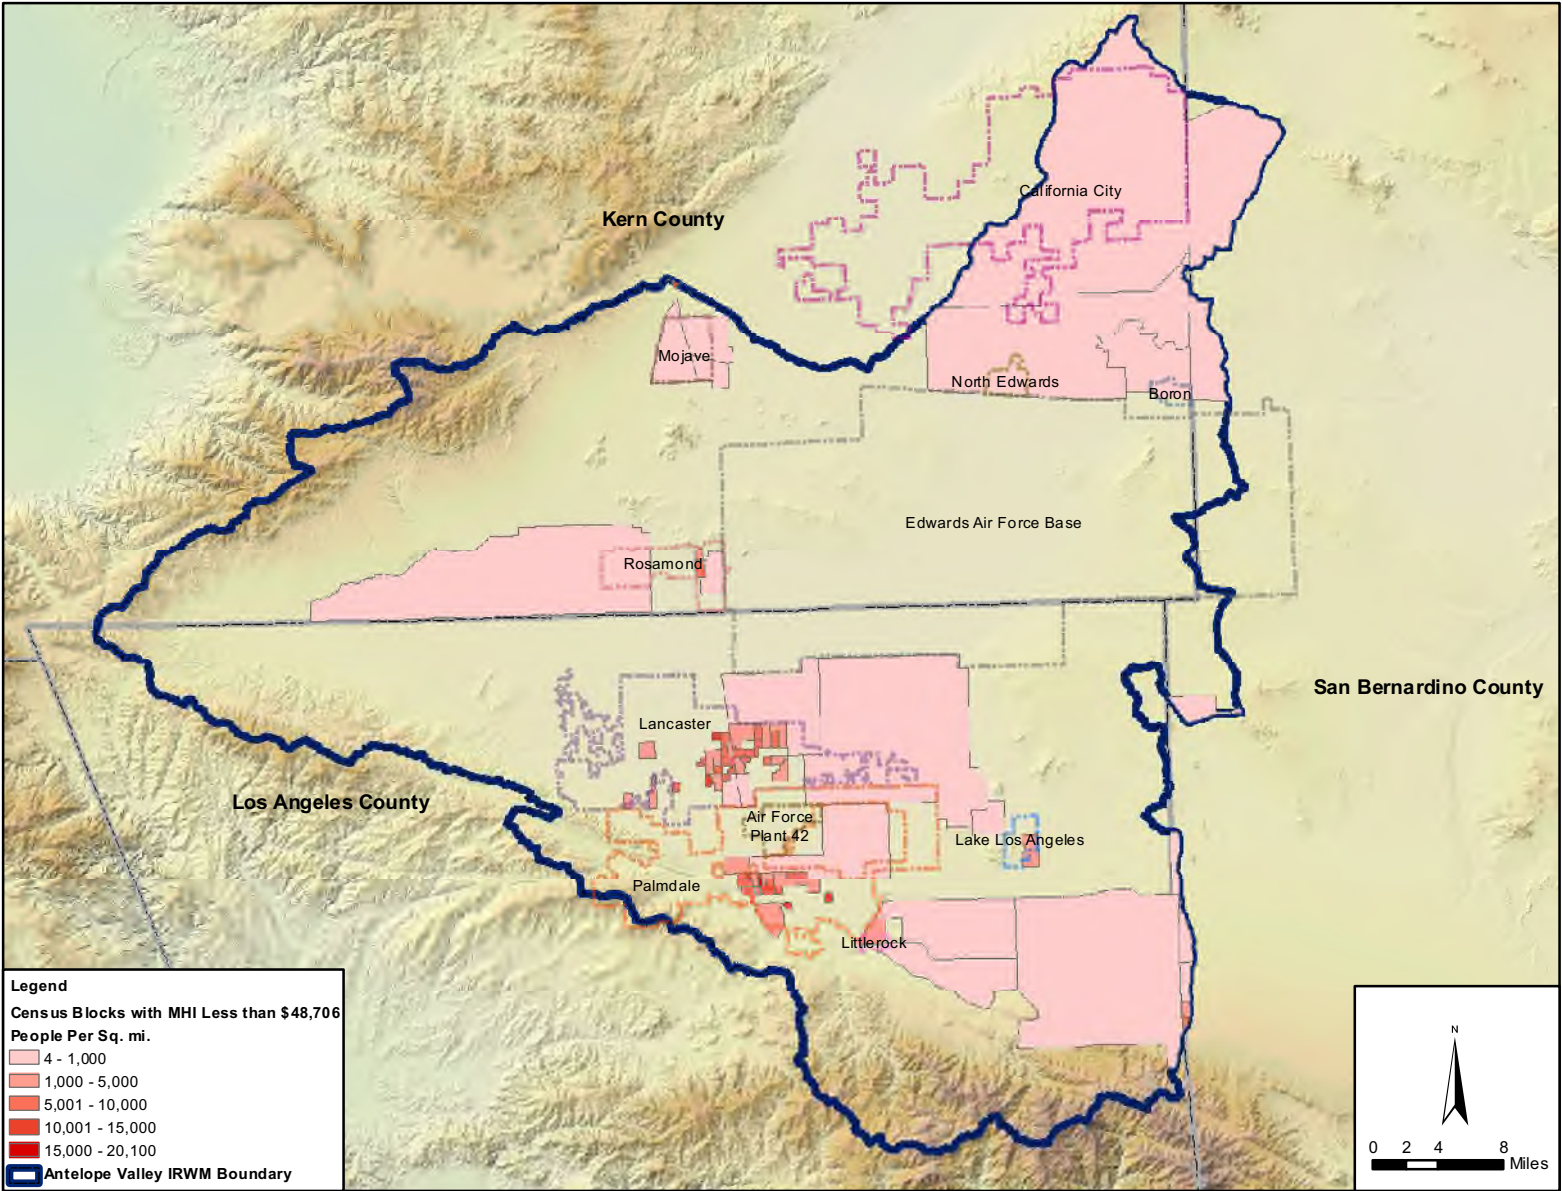 California City
Kern County
Mojave
North Edwards
Boron
Edwards Air Force Base
Rosamond
San Bernardino County
Lancaster
Los Angeles County
Air Force
Plant 42
Lake Los Angeles
Palmdale
Littlerock
Legend
Census Blocks with MHI Less than $48,706
People Per Sq. mi.
4 - 1,000
1,000 - 5,000
5,001 - 10,000
10,001 - 15,000
15,000 - 20,100
Antelope Valley IRWM Boundary
N
0 2 4 8
Miles